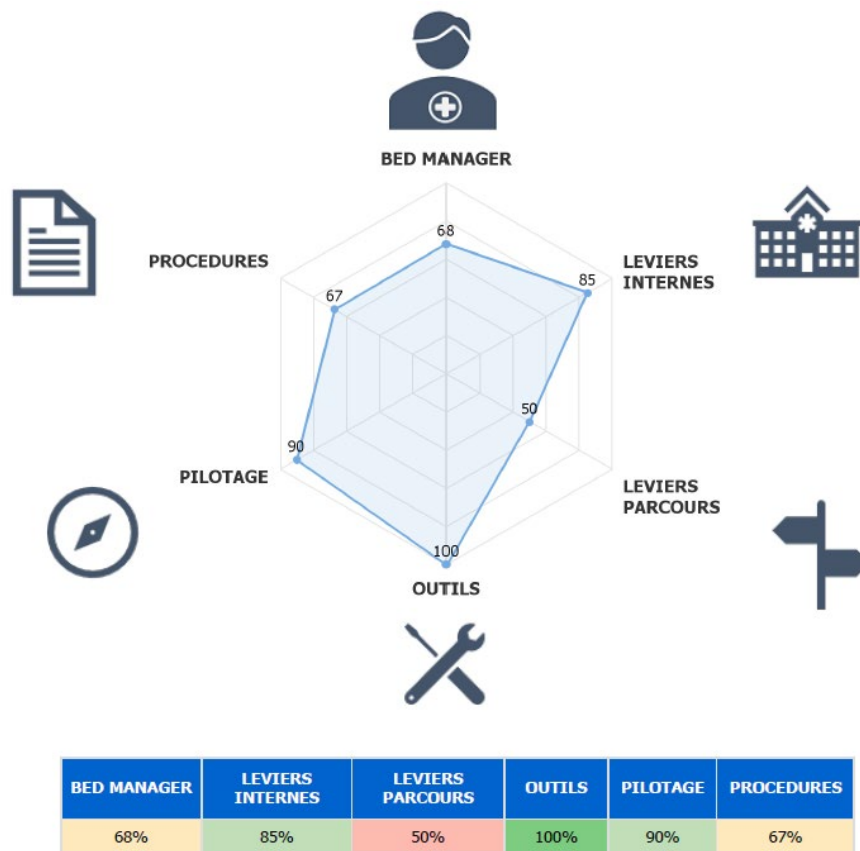 BED MANAGER
68
PROCEDURES
LEVIERS
INTERNES
85
67
50
90
PILOTAGE
LEVIERS
PARCOURS
100
OUTILS
BED MANAGER LEVIERS INTERNES LEVIERS PARCOURS OUTILS PILOTAGE PROCEDURES
68% 85% 50% 100% 90% 67%